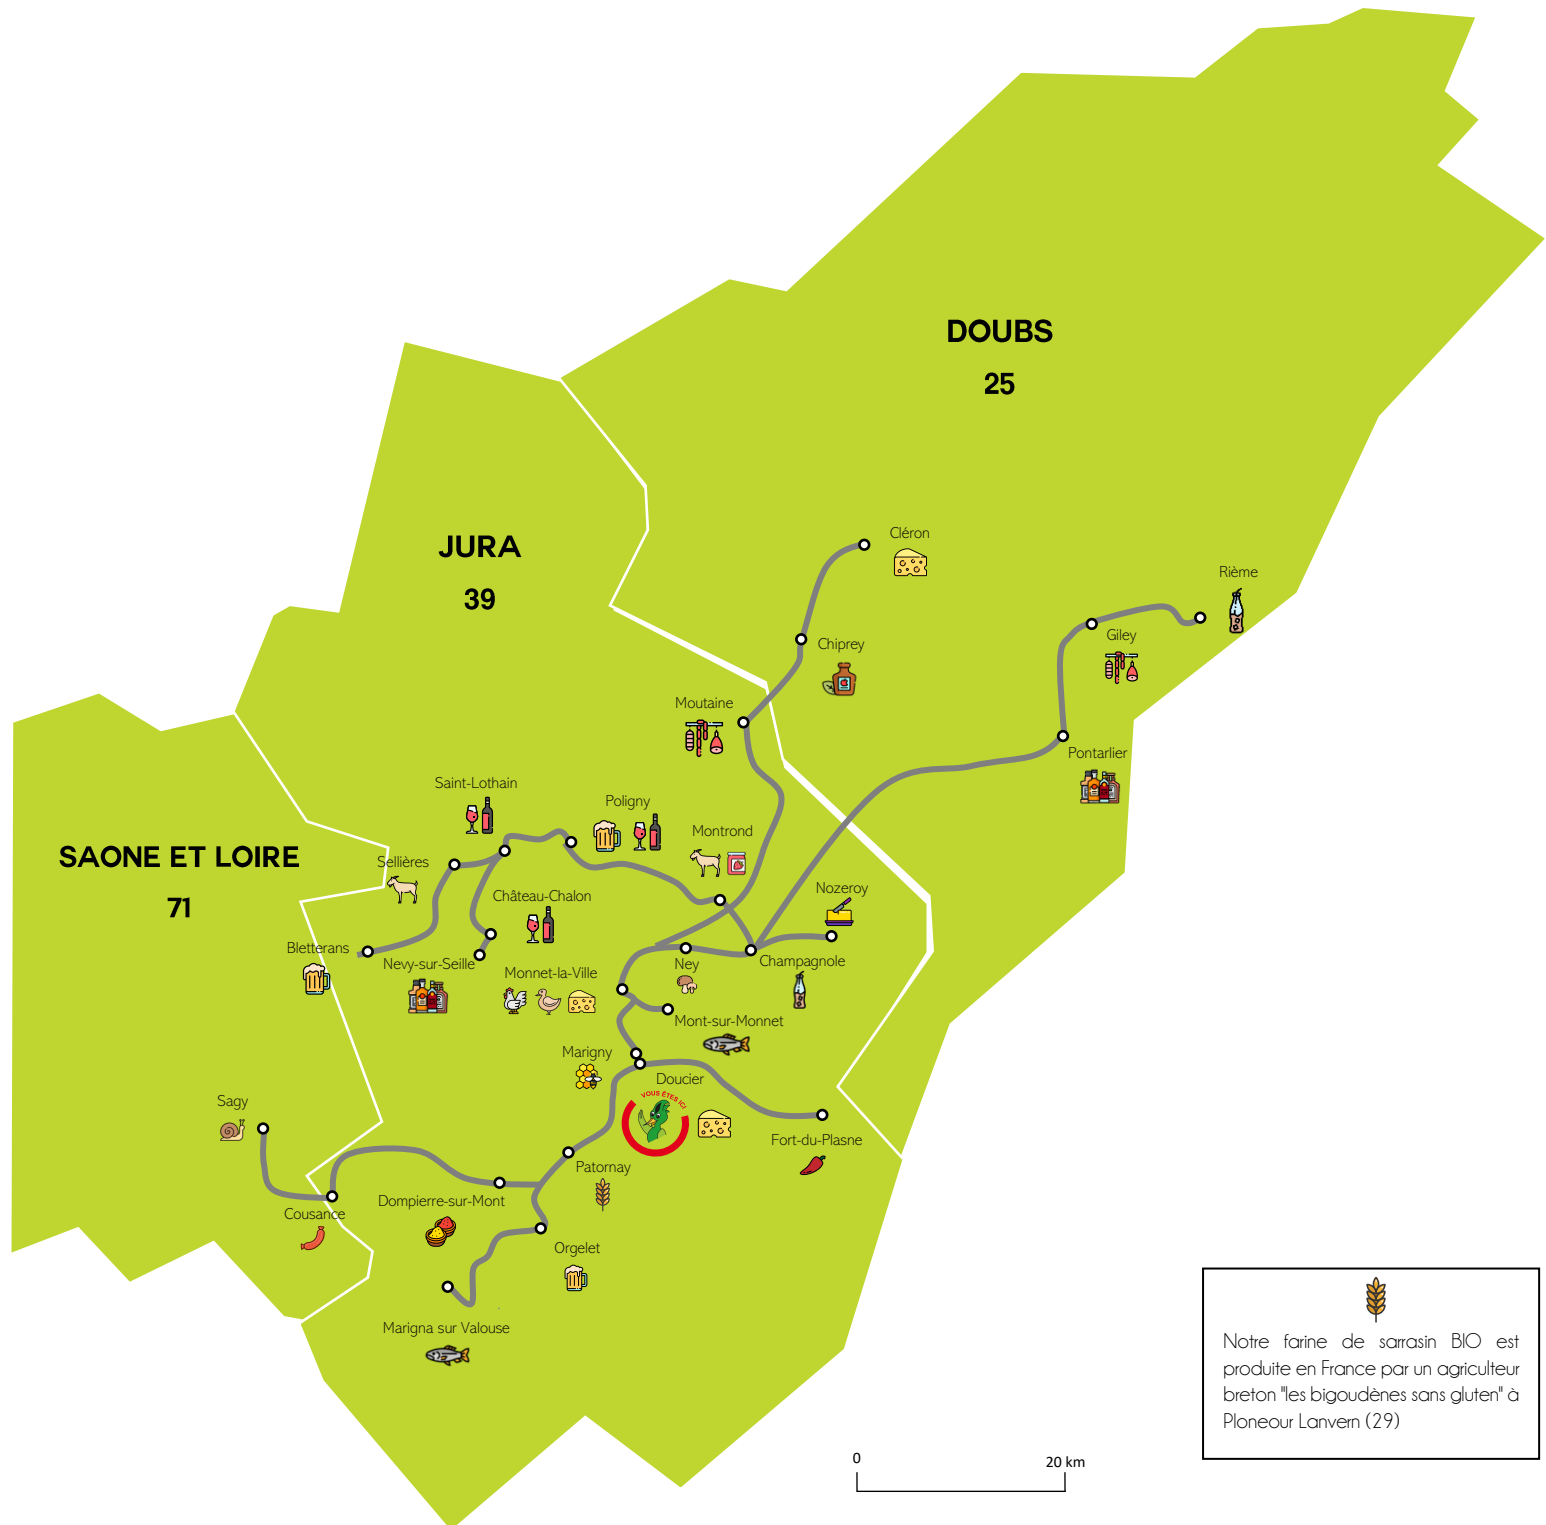 DOUBS
25
JURA
39
Cléron
Rième
Giley
Chiprey
Moutaine
Pontarlier
Saint-Lothain
Poligny
Montrond
SAONE ET LOIRE
71
Sellières
Nozeroy
Château-Chalon
Bletterans
Nevy-sur-Seille
Ney
Champagnole
Monnet-la-Ville
Mont-sur-Monnet
Marigny
Doucier
VOUS ÊTES ICI
Sagy
Fort-du-Plasne
Patornay
Dompierre-sur-Mont
Cousance
Orgelet
Marigna sur Valouse
Notre farine de sarrasin BIO est
produite en France par un agriculteur
breton "les bigoudènes sans gluten" à
Ploneour Lanvern (29)
0
20 km